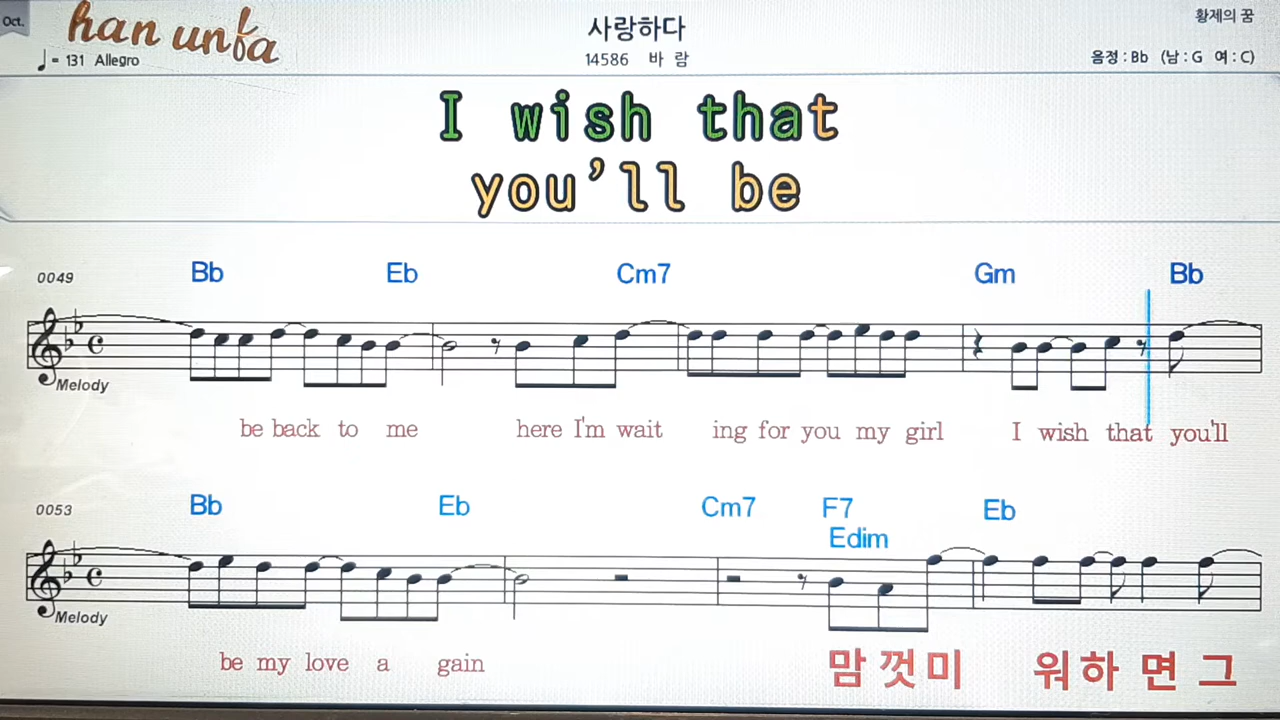 Oct.
han unfa
♩= 131 Allegro
사랑하다
14586 바 람
황제의 꿈
음정 : Bb (남 : G 여 : C)
I wish that
you'll be
0049 Bb Eb Cm7 Gm Bb
Melody
be back to me here I'm wait ing for you my girl I wish that you'll
0053 Bb Eb Cm7 F7 Eb
Edim
Melody
be my love a gain 맘 껏 미 워 하 면 그